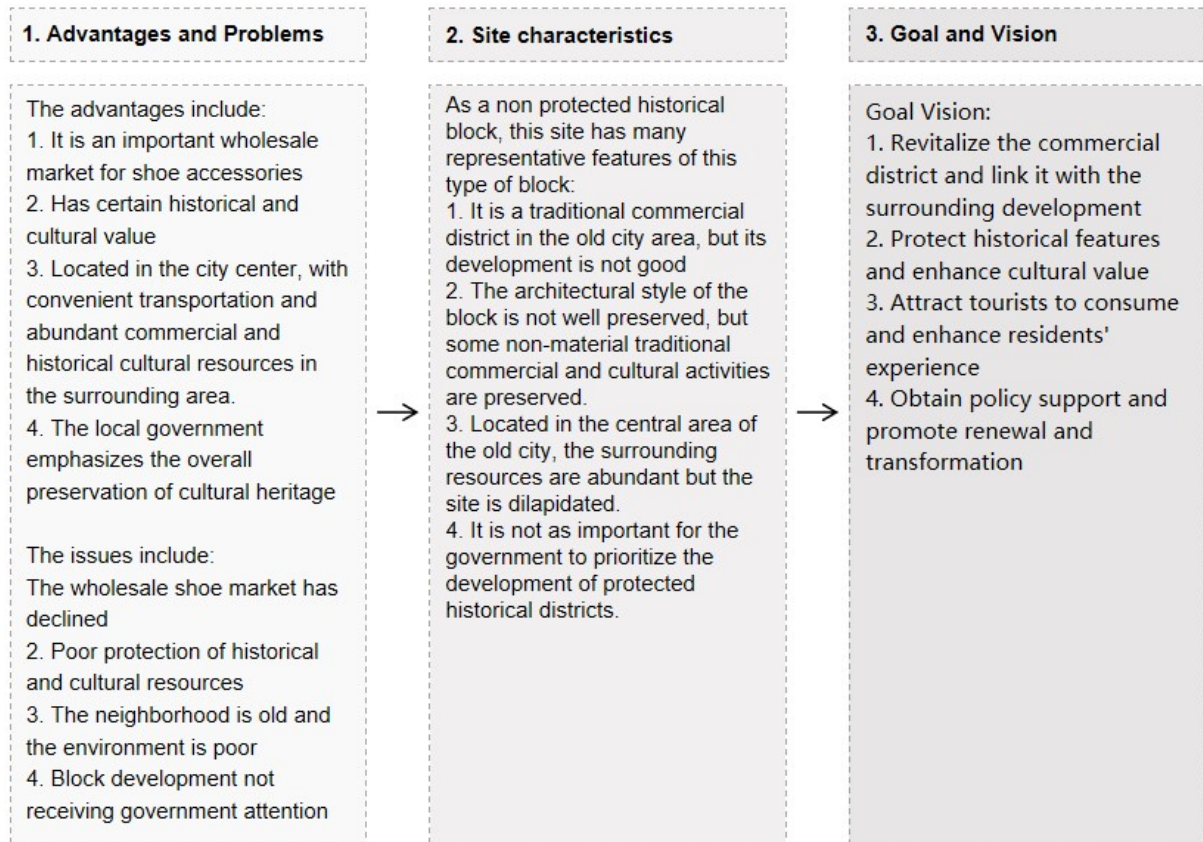 1. Advantages and Problems
The advantages include:
1. It is an important wholesale
market for shoe accessories
2. Has certain historical and
cultural value
3. Located in the city center, with
convenient transportation and
abundant commercial and
historical cultural resources in
the surrounding area.
4. The local government
emphasizes the overall
preservation of cultural heritage
The issues include:
The wholesale shoe market has
declined
2. Poor protection of historical
and cultural resources
3. The neighborhood is old and
the environment is poor
4. Block development not
receiving government attention
2. Site characteristics
As a non protected historical
block, this site has many
representative features of this
type of block:
1. It is a traditional commercial
district in the old city area, but its
development is not good
2. The architectural style of the
block is not well preserved, but
some non-material traditional
commercial and cultural activities
are preserved.
3. Located in the central area of
the old city, the surrounding
resources are abundant but the
site is dilapidated.
4. It is not as important for the
government to prioritize the
development of protected
historical districts.
3. Goal and Vision
Goal Vision:
1. Revitalize the commercial
district and link it with the
surrounding development
2. Protect historical features
and enhance cultural value
3. Attract tourists to consume
and enhance residents'
experience
4. Obtain policy support and
promote renewal and
transformation